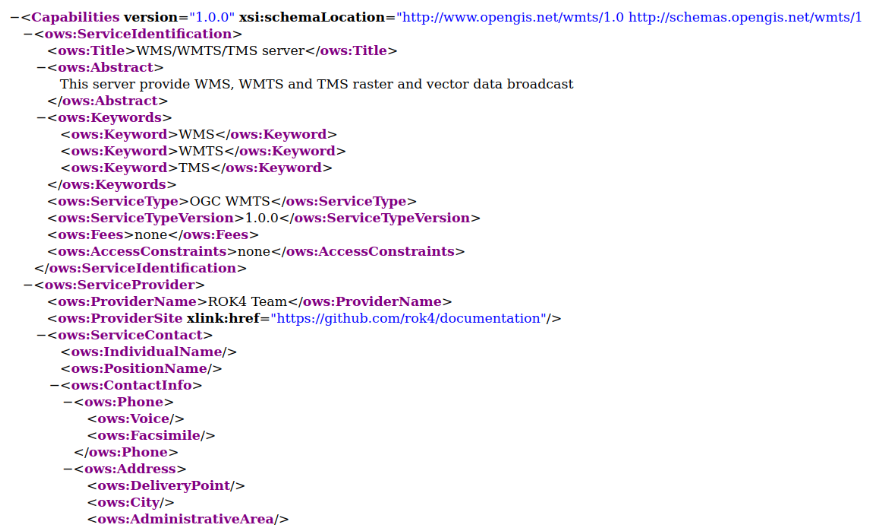 −<Capabilities version="1.0.0" xsi:schemaLocation="http://www.opengis.net/wmts/1.0 http://schemas.opengis.net/wmts/1
−<ows:ServiceIdentification>
<ows:Title>WMS/WMTS/TMS server</ows:Title>
−<ows:Abstract>
This server provide WMS, WMTS and TMS raster and vector data broadcast
</ows:Abstract>
−<ows:Keywords>
<ows:Keyword>WMS</ows:Keyword>
<ows:Keyword>WMTS</ows:Keyword>
<ows:Keyword>TMS</ows:Keyword>
</ows:Keywords>
<ows:ServiceType>OGC WMTS</ows:ServiceType>
<ows:ServiceTypeVersion>1.0.0</ows:ServiceTypeVersion>
<ows:Fees>none</ows:Fees>
<ows:AccessConstraints>none</ows:AccessConstraints>
</ows:ServiceIdentification>
−<ows:ServiceProvider>
<ows:ProviderName>ROK4 Team</ows:ProviderName>
<ows:ProviderSite xlink:href="https://github.com/rok4/documentation"/>
−<ows:ServiceContact>
<ows:IndividualName/>
<ows:PositionName/>
−<ows:ContactInfo>
−<ows:Phone>
<ows:Voice/>
<ows:Facsimile/>
</ows:Phone>
−<ows:Address>
<ows:DeliveryPoint/>
<ows:City/>
<ows:AdministrativeArea/>